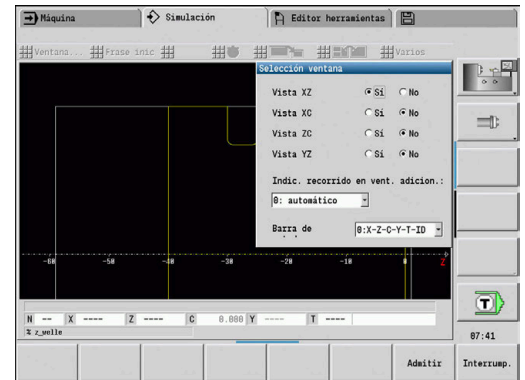 Máquina
Simulación
Editor herramientas
Ventana...
Frase inic
Varios
Selección ventana
Vista XZ Sí No
Vista XC Sí No
Vista ZC Sí No
Vista YZ Sí No
Indic. recorrido en vent. adicion.:
0: automático
Barra de
0:X-Z-C-Y-T-ID
-60 -50 -40 -30 -20 -10 0 Z
N -- X ---- Z ---- C 0.000 Y ---- T ----
% z_welle
T
07:41
Admitir
Interrump.